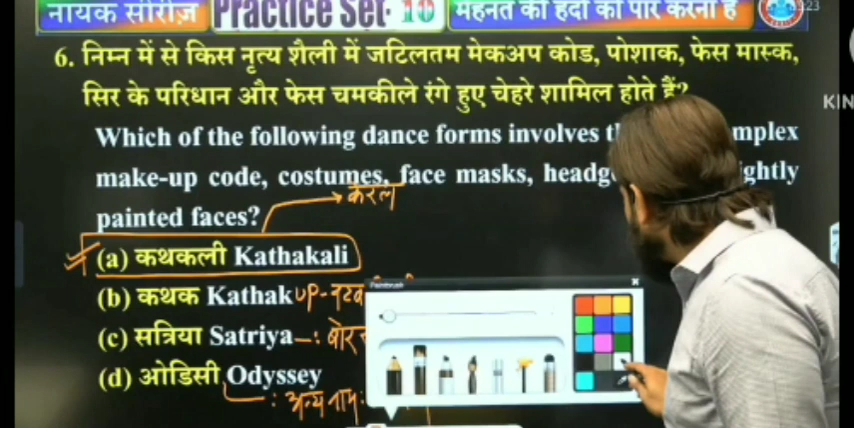 नायक सीरीज़ Practice Set- 10 मेहनत की हदों को पार करना है
6. निम्न में से किस नृत्य शैली में जटिलतम मेकअप कोड, पोशाक, फेस मास्क,
सिर के परिधान और फेस चमकीले रंगे हुए चेहरे शामिल होते हैं?
Which of the following dance forms involves
make-up code, costumes, face masks,
painted faces?
(a) कथकली Kathakali
(b) कथक Kathak UP-
(c) सत्रिया Satriya
(d) ओडिसी Odyssey
: अन्य नाम:
Paintbrush